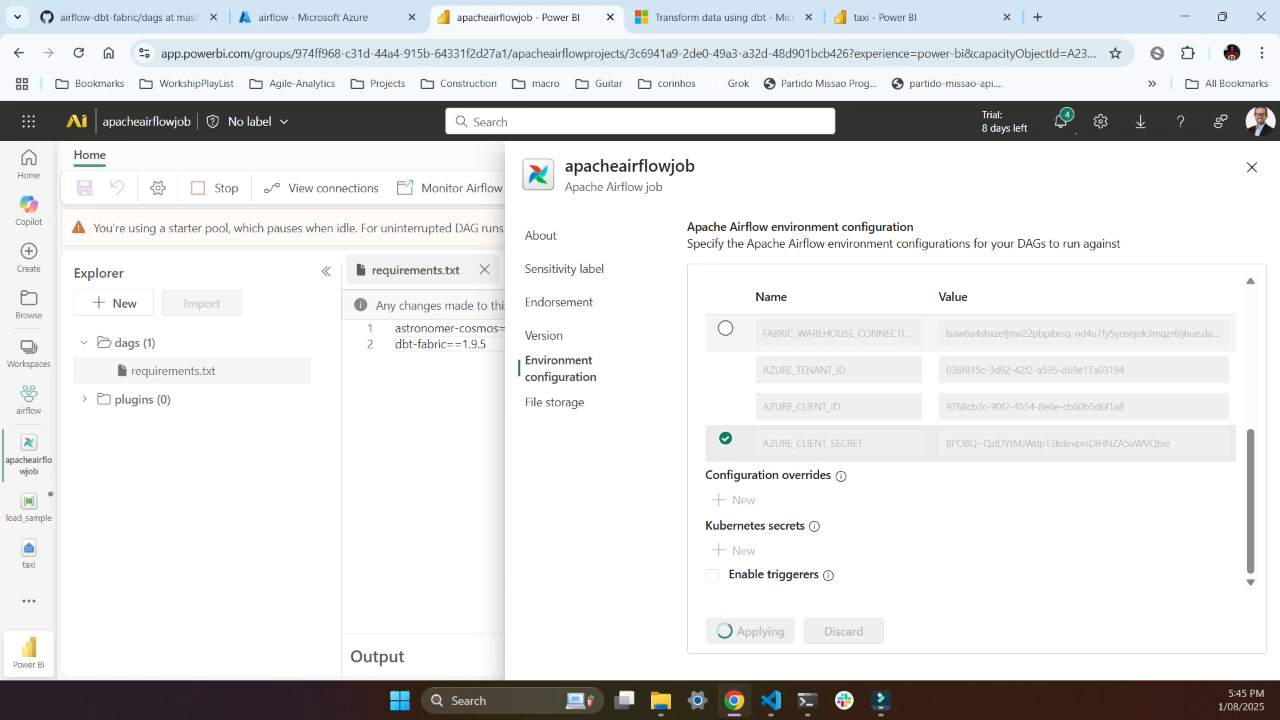 airflow-dbt-fabric/dags at mast
airflow - Microsoft Azure
apacheairflowjob - Power BI
Transform data using dbt - Micr
taxi - Power BI
app.powerbi.com/groups/974ff968-c31d-44a4-915b-64331f2d27a1/apacheairflowprojects/3c6941a9-2de0-49a3-a32d-48d901bcb426?experience=power-bi&capacityObjectId=A23...
Bookmarks
WorkshipPlayList
Agile-Analytics
Projects
Construction
macro
Guitar
corinhos
Grok
Partido Missao Prog...
partido-missao-api....
All Bookmarks
apacheairflowjob
No label
Search
Trial:
8 days left
4
Home
Copilot
Create
Browse
Workspaces
airflow
apacheairflo
wjob
load_sample
taxi
Power BI
Home
Stop
View connections
Monitor Airflow
You're using a starter pool, which pauses when idle. For uninterrupted DAG runs
Explorer
New
Import
dags (1)
requirements.txt
plugins (0)
requirements.txt
Any changes made to thi
1 astronomer-cosmos=
2 dbt-fabric==1.9.5
Output
apacheairflowjob
Apache Airflow job
About
Sensitivity label
Endorsement
Version
Environment
configuration
File storage
Apache Airflow environment configuration
Specify the Apache Airflow environment configurations for your DAGs to run against
Name Value
FABRIC_WAREHOUSE_CONNECTI...
AZURE_TENANT_ID 036f815c-3d92-42f2-a595-d69e17a03194
AZURE_CLIENT_ID 9768cb2c-90f2-4554-8e6e-cb60b5d6f1a8
AZURE_CLIENT_SECRET
Configuration overrides
New
Kubernetes secrets
New
Enable triggerers
Applying
Discard
Search
5:45 PM
1/08/2025